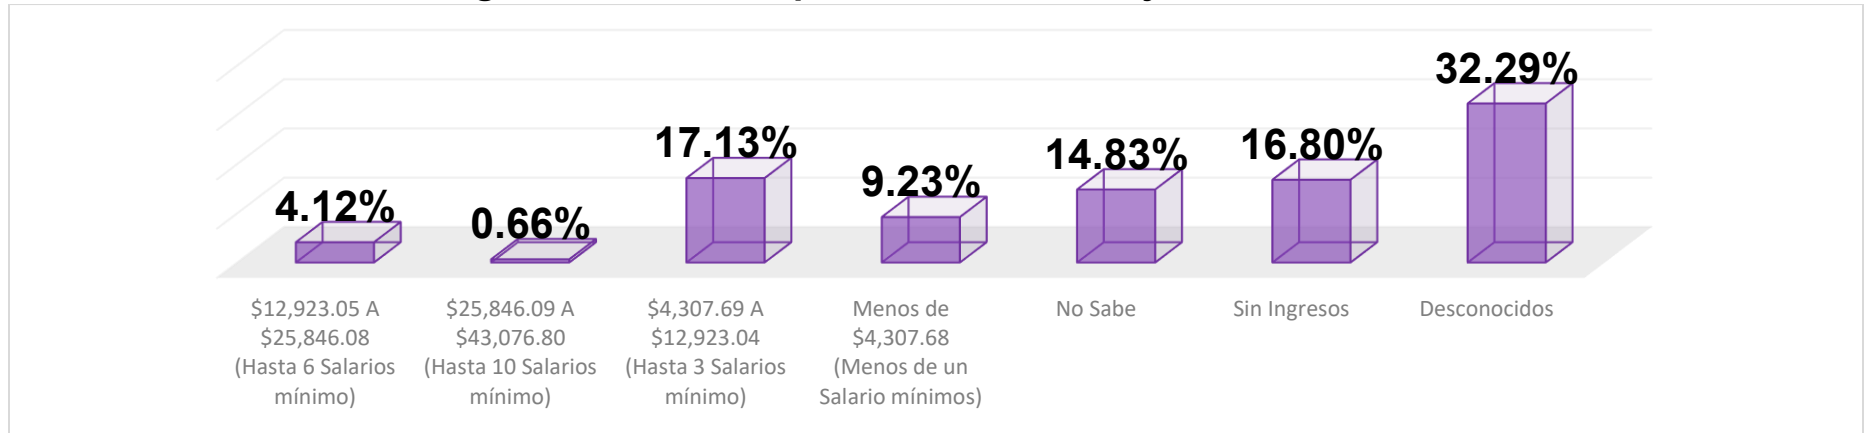 4.12%
0.66%
17.13%
9.23%
14.83%
16.80%
32.29%
$12,923.05 A
$25,846.08
(Hasta 6 Salarios
mínimo)
$25,846.09 A
$43,076.80
(Hasta 10 Salarios
mínimo)
$4,307.69 A
$12,923.04
(Hasta 3 Salarios
mínimo)
Menos de
$4,307.68
(Menos de un
Salario mínimos)
No Sabe
Sin Ingresos
Desconocidos